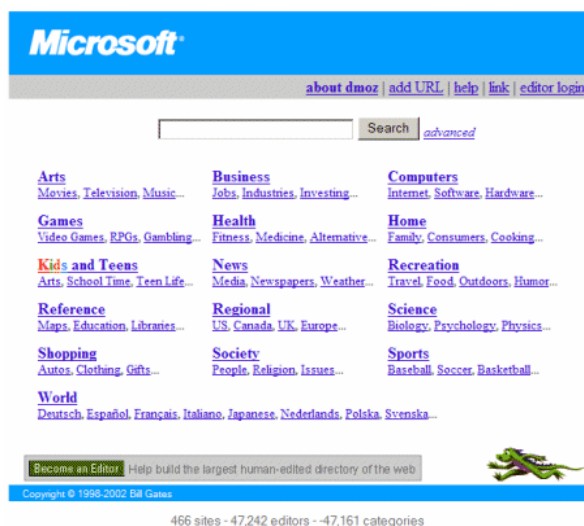 Microsoft
about dmoz | add URL | help | link | editor login
Search advanced
Arts Business Computers
Movies, Television, Music... Jobs, Industries, Investing... Internet, Software, Hardware...
Games Health Home
Video Games, RPGs, Gambling... Fitness, Medicine, Alternative... Family, Consumers, Cooking...
Kids and Teens News Recreation
Arts, School Time, Teen Life... Media, Newspapers, Weather... Travel, Food, Outdoors, Humor...
Reference Regional Science
Maps, Education, Libraries... US, Canada, UK, Europe... Biology, Psychology, Physics...
Shopping Society Sports
Autos, Clothing, Gifts... People, Religion, Issues... Baseball, Soccer, Basketball...
World
Deutsch, Español, Français, Italiano, Japanese, Nederlands, Polska, Svenska...
Become an Editor Help build the largest human-edited directory of the web
Copyright © 1998-2002 Bill Gates
466 sites - 47,242 editors - -47,161 categories